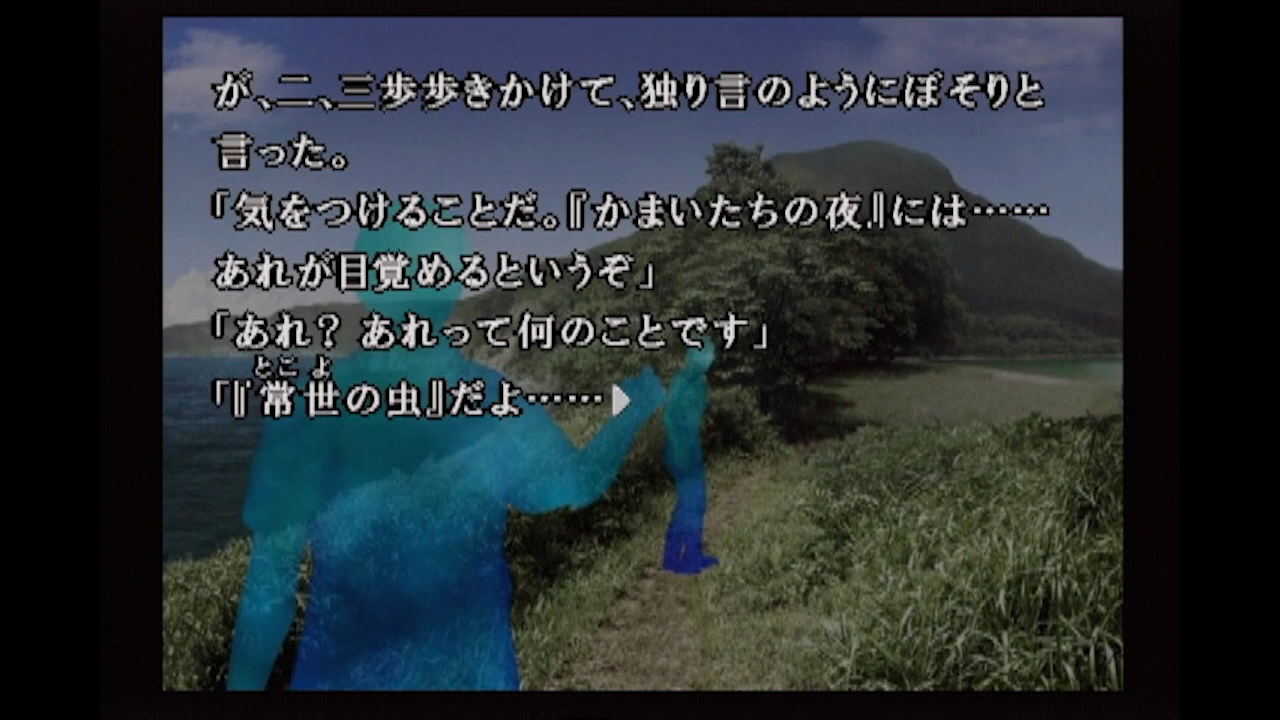 が、二、三歩歩きかけて、独り言のようにぼそりと
言った。
「気をつけることだ。『かまいたちの夜』には……
あれが目覚めるというぞ」
「あれ？ あれって何のことです」
とこ よ
「『常世の虫』だよ……